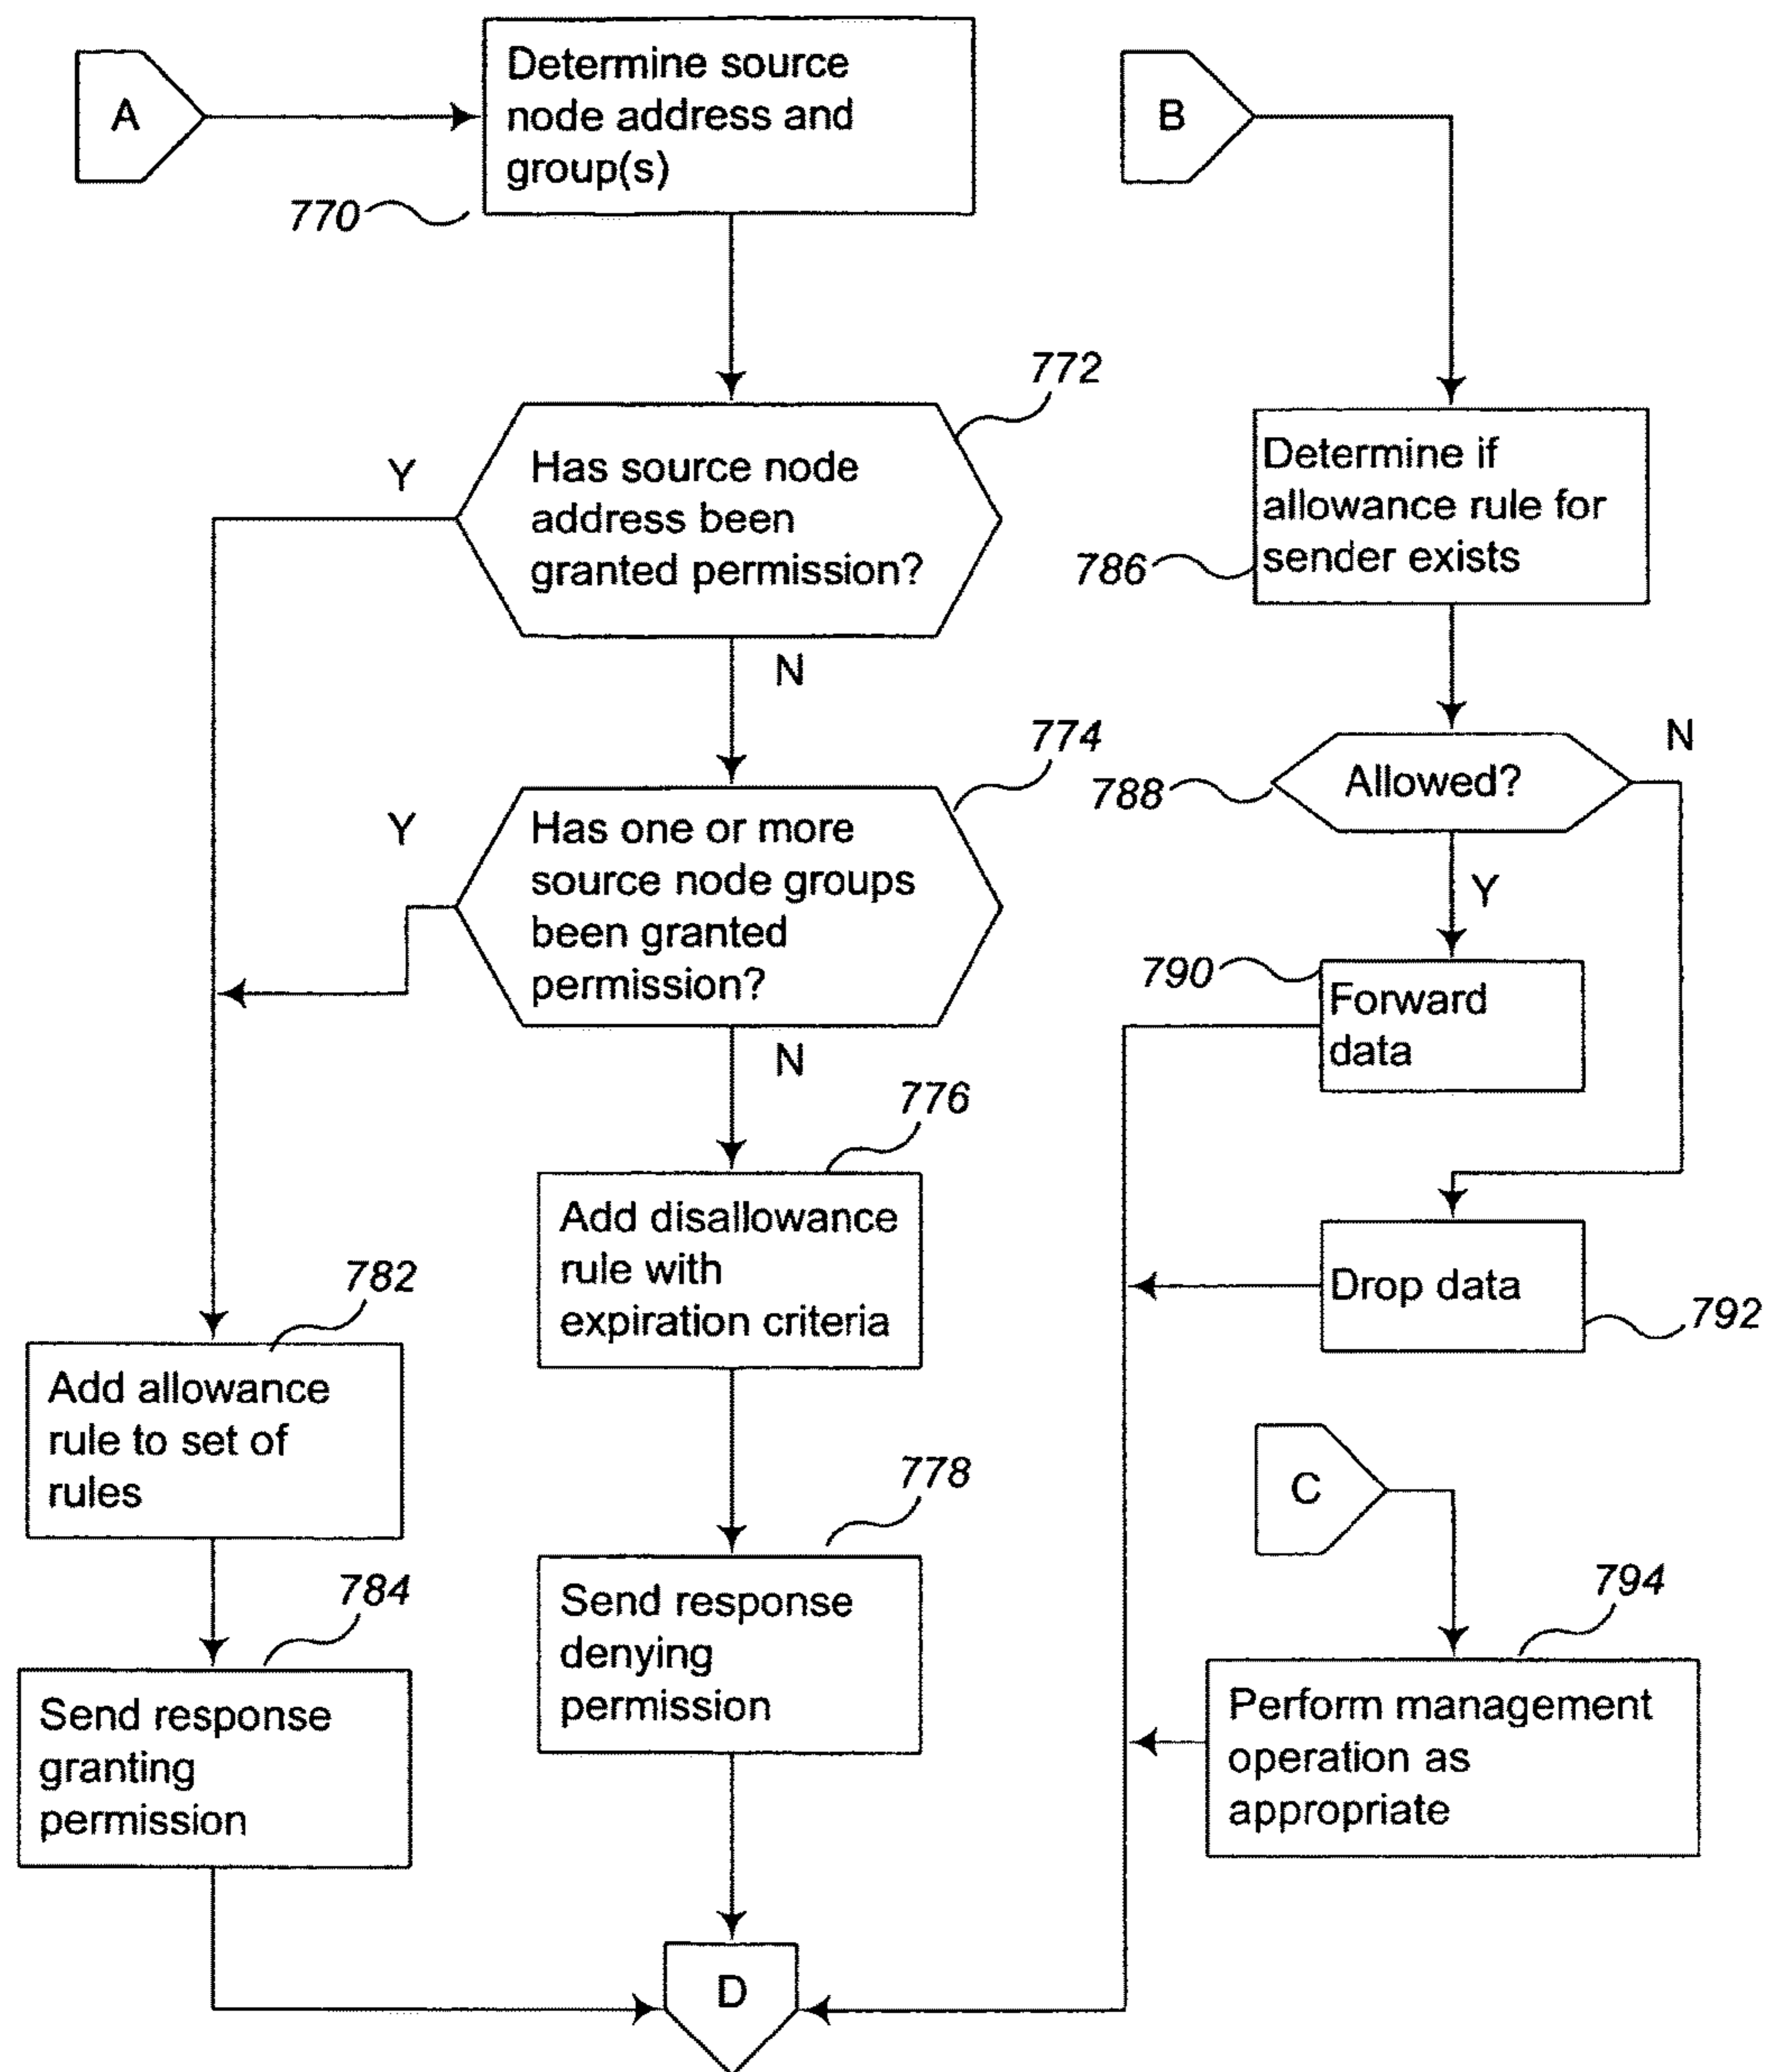 A
Determine source
node address and
group(s)
770
772
Y
Has source node
address been
granted permission?
N
774
Y
Has one or more
source node groups
been granted
permission?
N
776
Add disallowance
rule with
expiration criteria
778
Send response
denying
permission
782
Add allowance
rule to set of
rules
784
Send response
granting
permission
B
Determine if
allowance rule for
sender exists
786
N
Allowed?
788
Y
790
Forward
data
Drop data
792
C
794
Perform management
operation as
appropriate
D